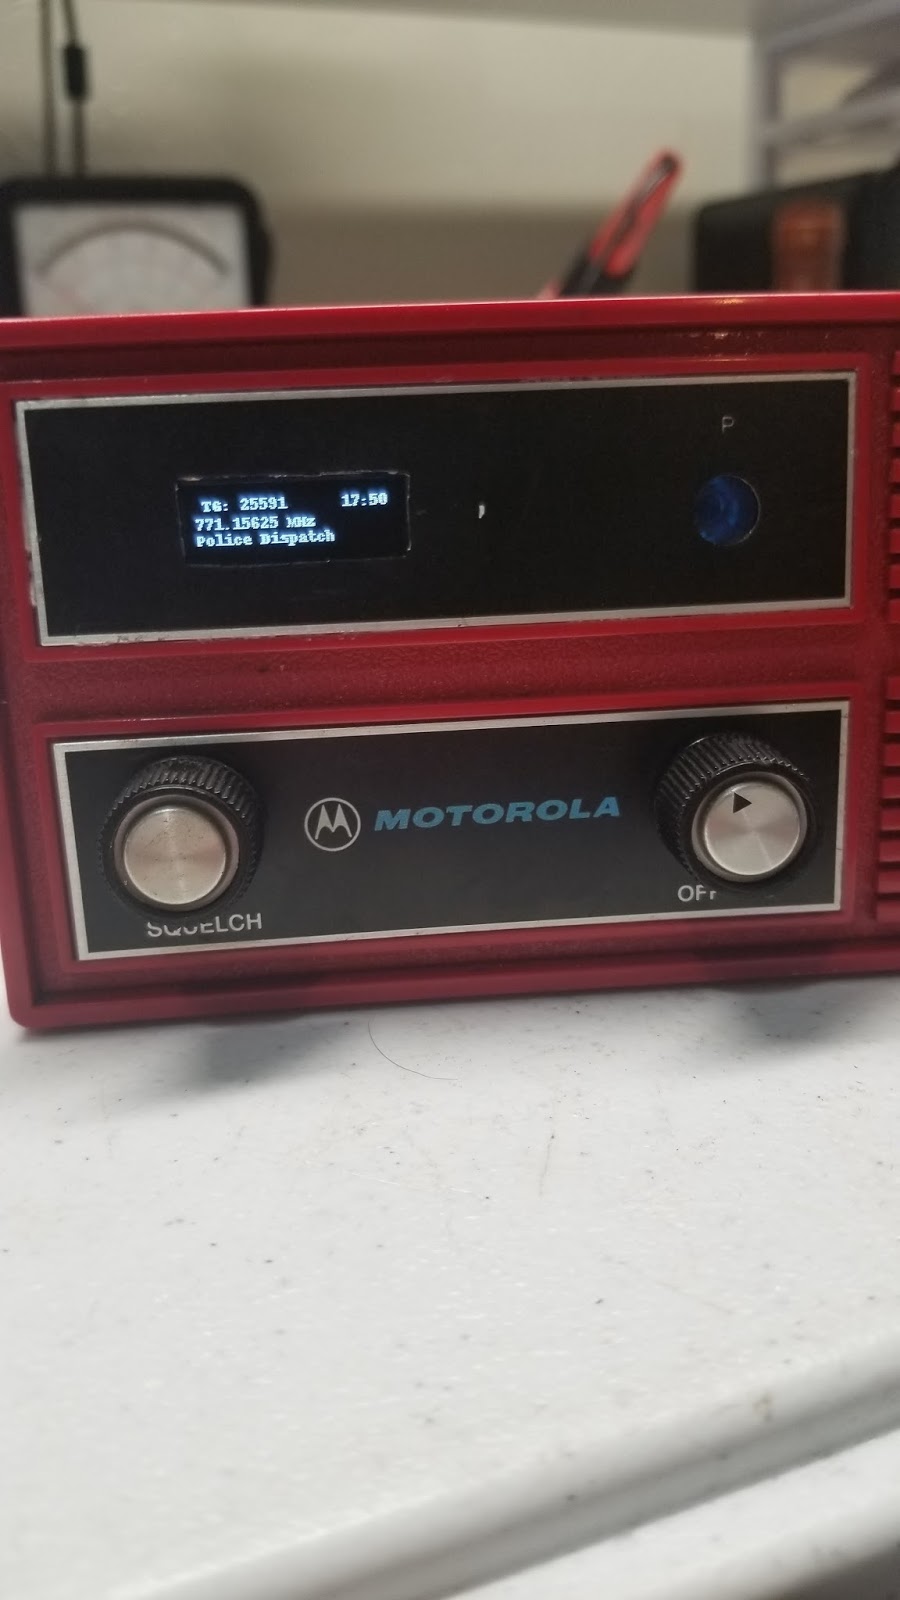 P
TG: 25591 17:50
771.15625 MHz
Police Dispatch
MOTOROLA
OFF
SQUELCH